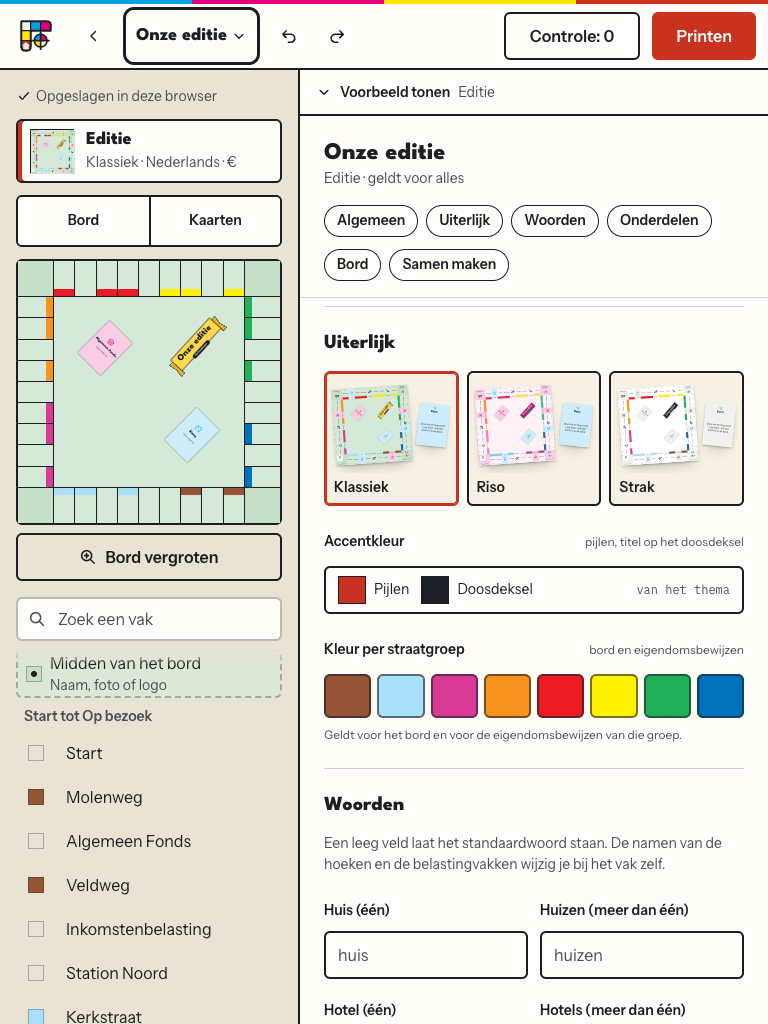 Onze editie
Controle: 0
Printen
Opgeslagen in deze browser
Editie
Klassiek · Nederlands · €
Bord
Kaarten
Algemeen Fonds
Onze editie
Kans
Bord vergroten
Zoek een vak
Midden van het bord
Naam, foto of logo
Start tot Op bezoek
Start
Molenweg
Algemeen Fonds
Veldweg
Inkomstenbelasting
Station Noord
Kerkstraat
Voorbeeld tonen Editie
Onze editie
Editie · geldt voor alles
Algemeen
Uiterlijk
Woorden
Onderdelen
Bord
Samen maken
Uiterlijk
Klassiek
Riso
Strak
Accentkleur
pijlen, titel op het doosdeksel
Pijlen
Doosdeksel
van het thema
Kleur per straatgroep
bord en eigendomsbewijzen
Geldt voor het bord en voor de eigendomsbewijzen van die groep.
Woorden
Een leeg veld laat het standaardwoord staan. De namen van de
hoeken en de belastingvakken wijzig je bij het vak zelf.
Huis (één)
Huizen (meer dan één)
huis
huizen
Hotel (één)
Hotels (meer dan één)